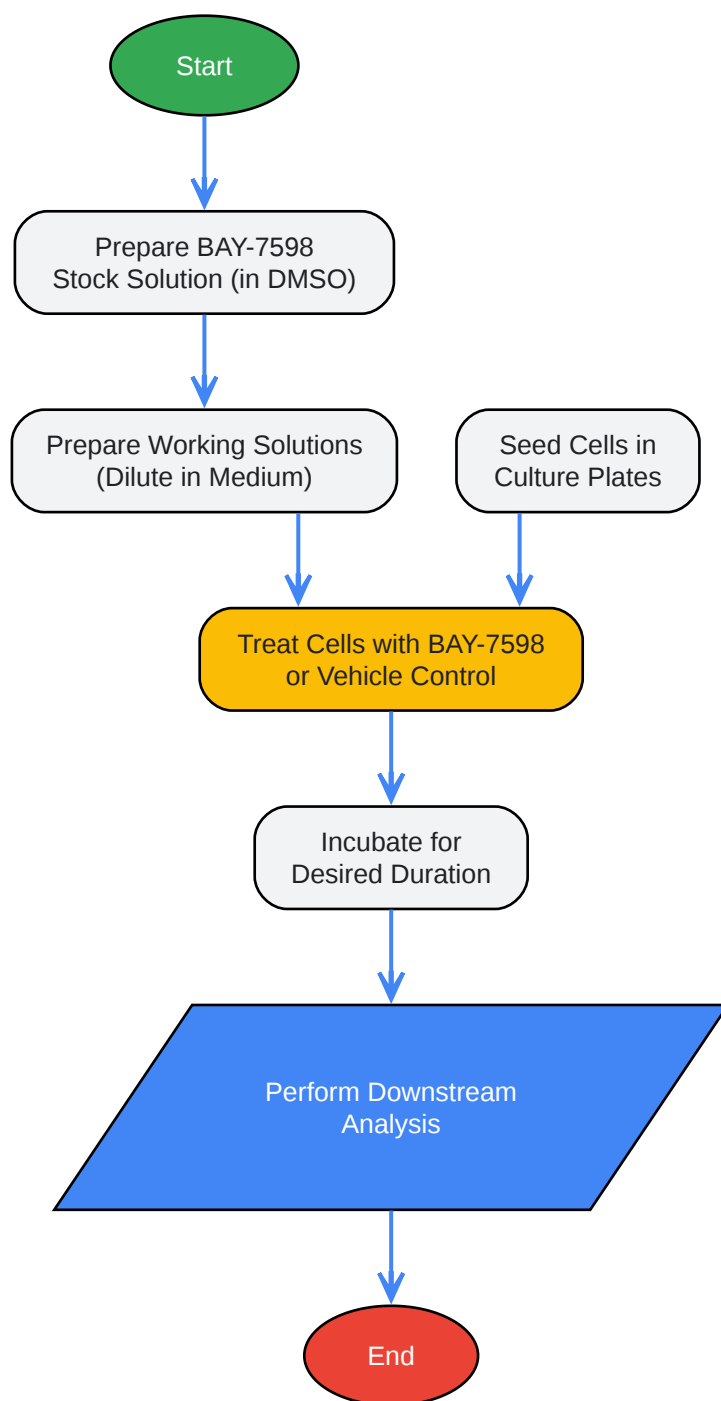 Start
Prepare BAY-7598
Stock Solution (in DMSO)
Prepare Working Solutions
(Dilute in Medium)
Seed Cells in
Culture Plates
Treat Cells with BAY-7598
or Vehicle Control
Incubate for
Desired Duration
Perform Downstream
Analysis
End